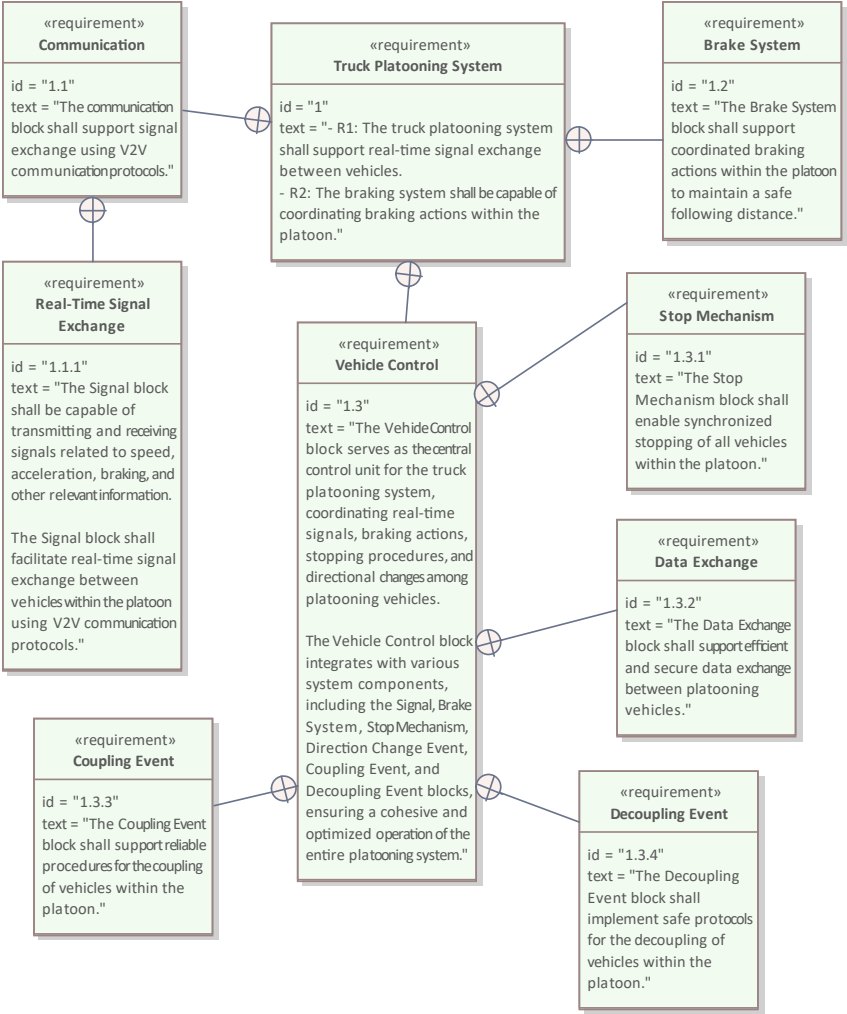 «requirement»
Communication
id = "1.1"
text = "The communication
block shall support signal
exchange using V2V
communication protocols."
«requirement»
Truck Platooning System
id = "1"
text = "- R1: The truck platooning system
shall support real-time signal exchange
between vehicles.
- R2: The braking system shall be capable of
coordinating braking actions within the
platoon."
«requirement»
Brake System
id = "1.2"
text = "The Brake System
block shall support
coordinated braking
actions within the platoon
to maintain a safe
following distance."
«requirement»
Real-Time Signal
Exchange
id = "1.1.1"
text = "The Signal block
shall be capable of
transmitting and receiving
signals related to speed,
acceleration, braking, and
other relevant information.
The Signal block shall
facilitate real-time signal
exchange between
vehicles within the platoon
using V2V communication
protocols."
«requirement»
Vehicle Control
id = "1.3"
text = "The Vehicle Control
block serves as the central
control unit for the truck
platooning system,
coordinating real-time
signals, braking actions,
stopping procedures, and
directional changes among
platooning vehicles.
The Vehicle Control block
integrates with various
system components,
including the Signal, Brake
System, Stop Mechanism,
Direction Change Event,
Coupling Event, and
Decoupling Event blocks,
ensuring a cohesive and
optimized operation of the
entire platooning system."
«requirement»
Stop Mechanism
id = "1.3.1"
text = "The Stop
Mechanism block shall
enable synchronized
stopping of all vehicles
within the platoon."
«requirement»
Data Exchange
id = "1.3.2"
text = "The Data Exchange
block shall support efficient
and secure data exchange
between platooning
vehicles."
«requirement»
Coupling Event
id = "1.3.3"
text = "The Coupling Event
block shall support reliable
procedures for the coupling
of vehicles within the
platoon."
«requirement»
Decoupling Event
id = "1.3.4"
text = "The Decoupling
Event block shall
implement safe protocols
for the decoupling of
vehicles within the
platoon."